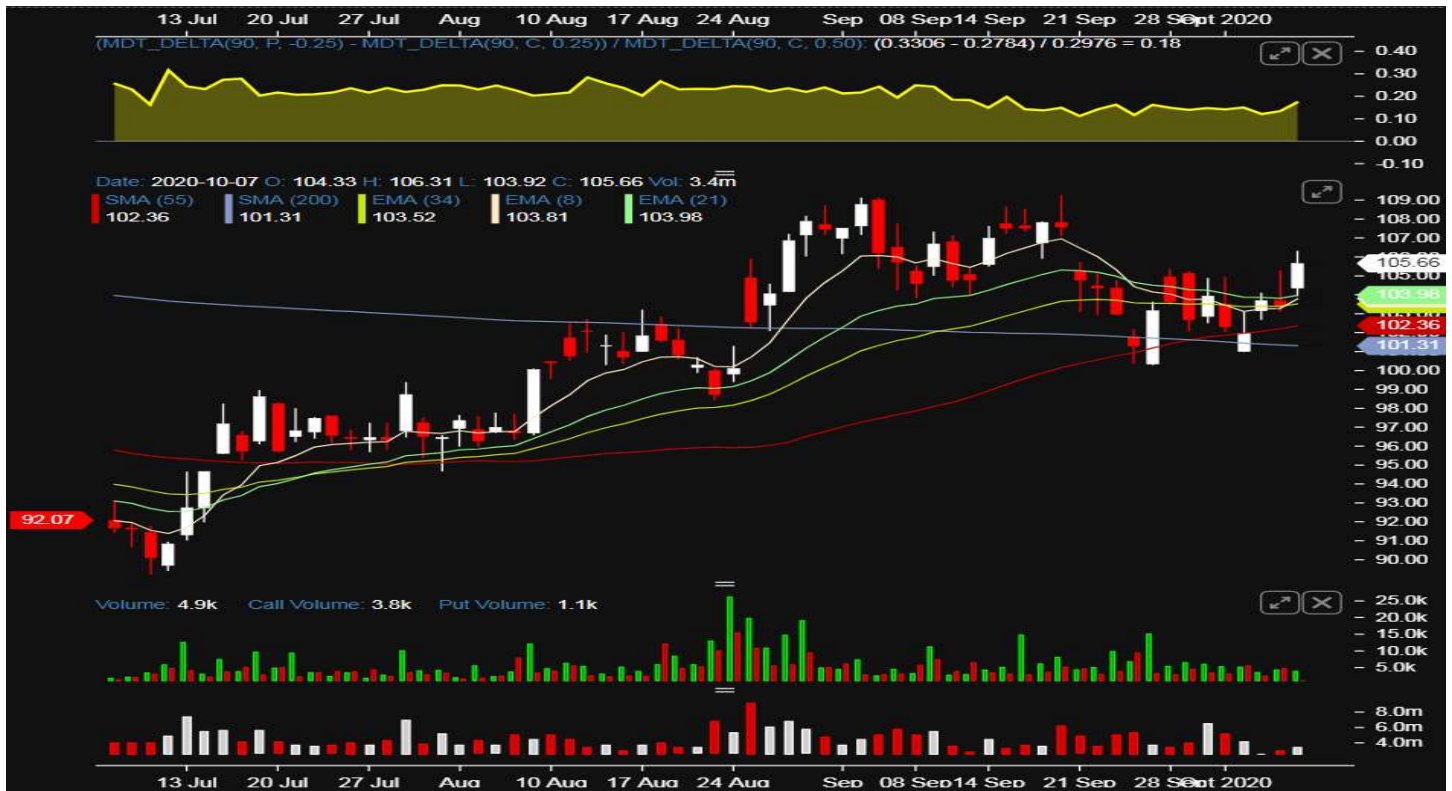 13 Jul 20 Jul 27 Jul Aug 10 Aug 17 Aug 24 Aug Sep 08 Sep 14 Sep 21 Sep 28 Sep Oct 2020
(MDT_DELTA(90, P, -0.25) - MDT_DELTA(90, C, 0.25)) / MDT_DELTA(90, C, 0.50): (0.3306 - 0.2784) / 0.2976 = 0.18
0.40
0.30
0.20
0.10
0.00
-0.10
Date: 2020-10-07 O: 104.33 H: 106.31 L: 103.92 C: 105.66 Vol: 3.4m
SMA (55) SMA (200) EMA (34) EMA (8) EMA (21)
102.36 101.31 103.52 103.81 103.98
109.00
108.00
107.00
105.66
105.00
103.98
102.36
101.31
100.00
99.00
98.00
97.00
96.00
95.00
94.00
93.00
92.07
92.00
91.00
90.00
Volume: 4.9k Call Volume: 3.8k Put Volume: 1.1k
25.0k
20.0k
15.0k
10.0k
5.0k
8.0m
6.0m
4.0m
13 Jul 20 Jul 27 Jul Aug 10 Aug 17 Aug 24 Aug Sep 08 Sep 14 Sep 21 Sep 28 Sep Oct 2020